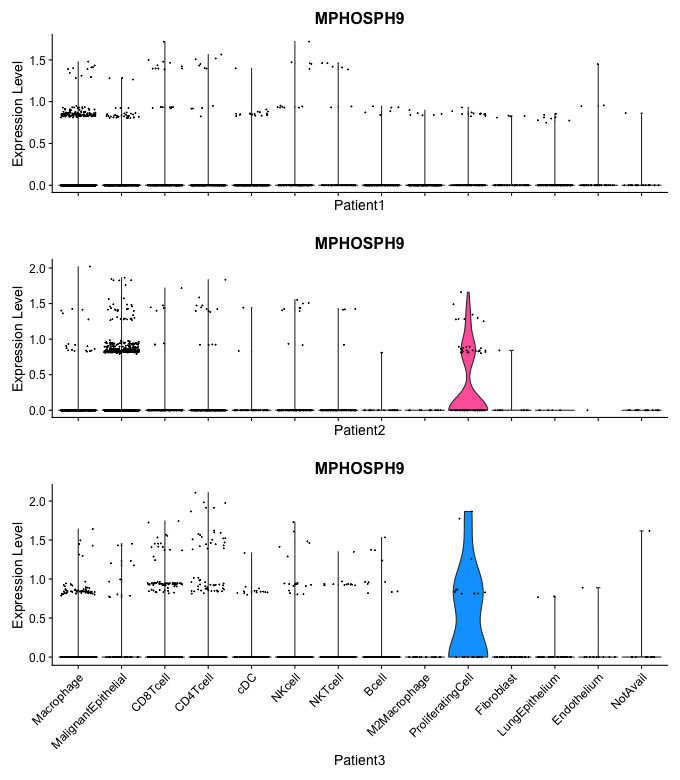 MPHOSPH9
Expression Level
1.5
1.0
0.5
0.0
Patient1
MPHOSPH9
Expression Level
2.0
1.5
1.0
0.5
0.0
Patient2
MPHOSPH9
Expression Level
2.0
1.5
1.0
0.5
0.0
Macrophage
MalignantEpithelial
CD8Tcell
CD4Tcell
cDC
NKcell
NKTcell
Bcell
M2Macrophage
ProliferatingCell
Fibroblast
LungEpithelium
Endothelium
NotAvail
Patient3